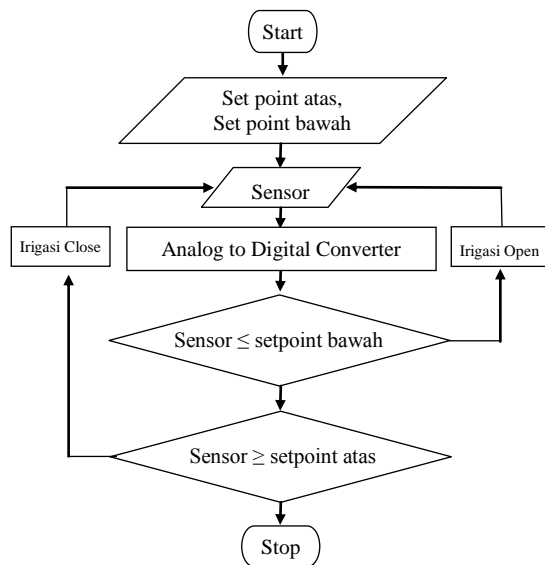 Start
Set point atas,
Set point bawah
Sensor
Irigasi Close
Analog to Digital Converter
Irigasi Open
Sensor ≤ setpoint bawah
Sensor ≥ setpoint atas
Stop